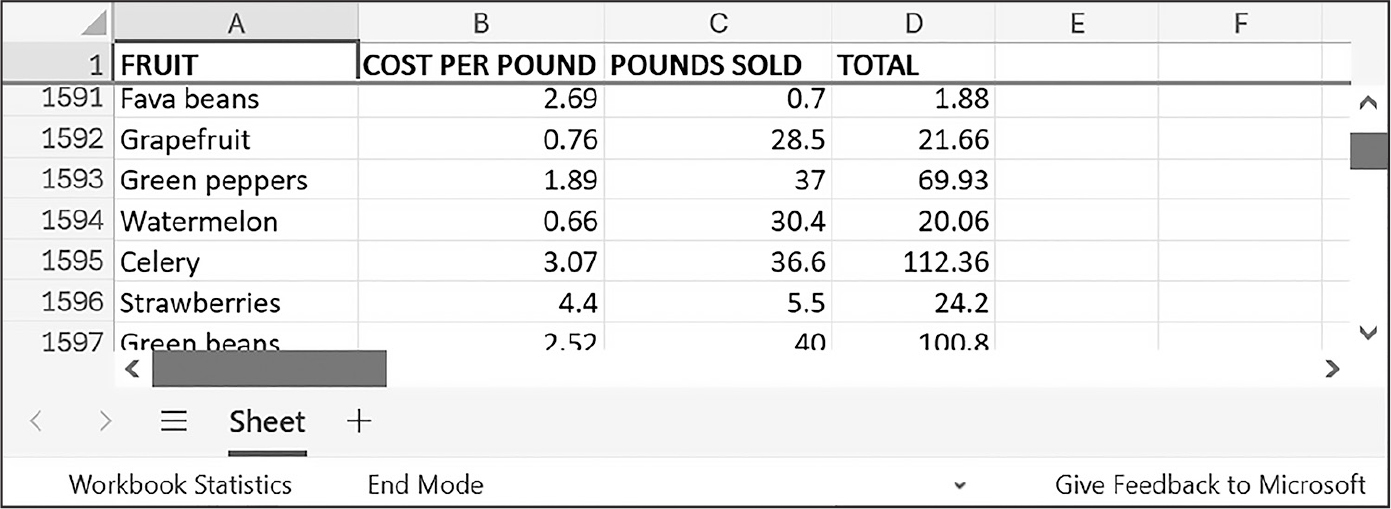 A B C D E F
1 FRUIT COST PER POUND POUNDS SOLD TOTAL
1591 Fava beans 2.69 0.7 1.88
1592 Grapefruit 0.76 28.5 21.66
1593 Green peppers 1.89 37 69.93
1594 Watermelon 0.66 30.4 20.06
1595 Celery 3.07 36.6 112.36
1596 Strawberries 4.4 5.5 24.2
1597 Green beans 2.52 40 100.8
Sheet
Workbook Statistics End Mode Give Feedback to Microsoft